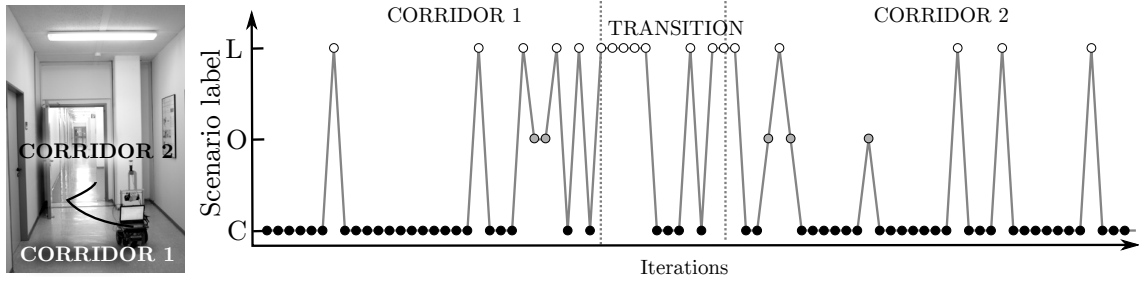 CORRIDOR 2
CORRIDOR 1
CORRIDOR 1
TRANSITION
CORRIDOR 2
Scenario label
L
O
C
Iterations